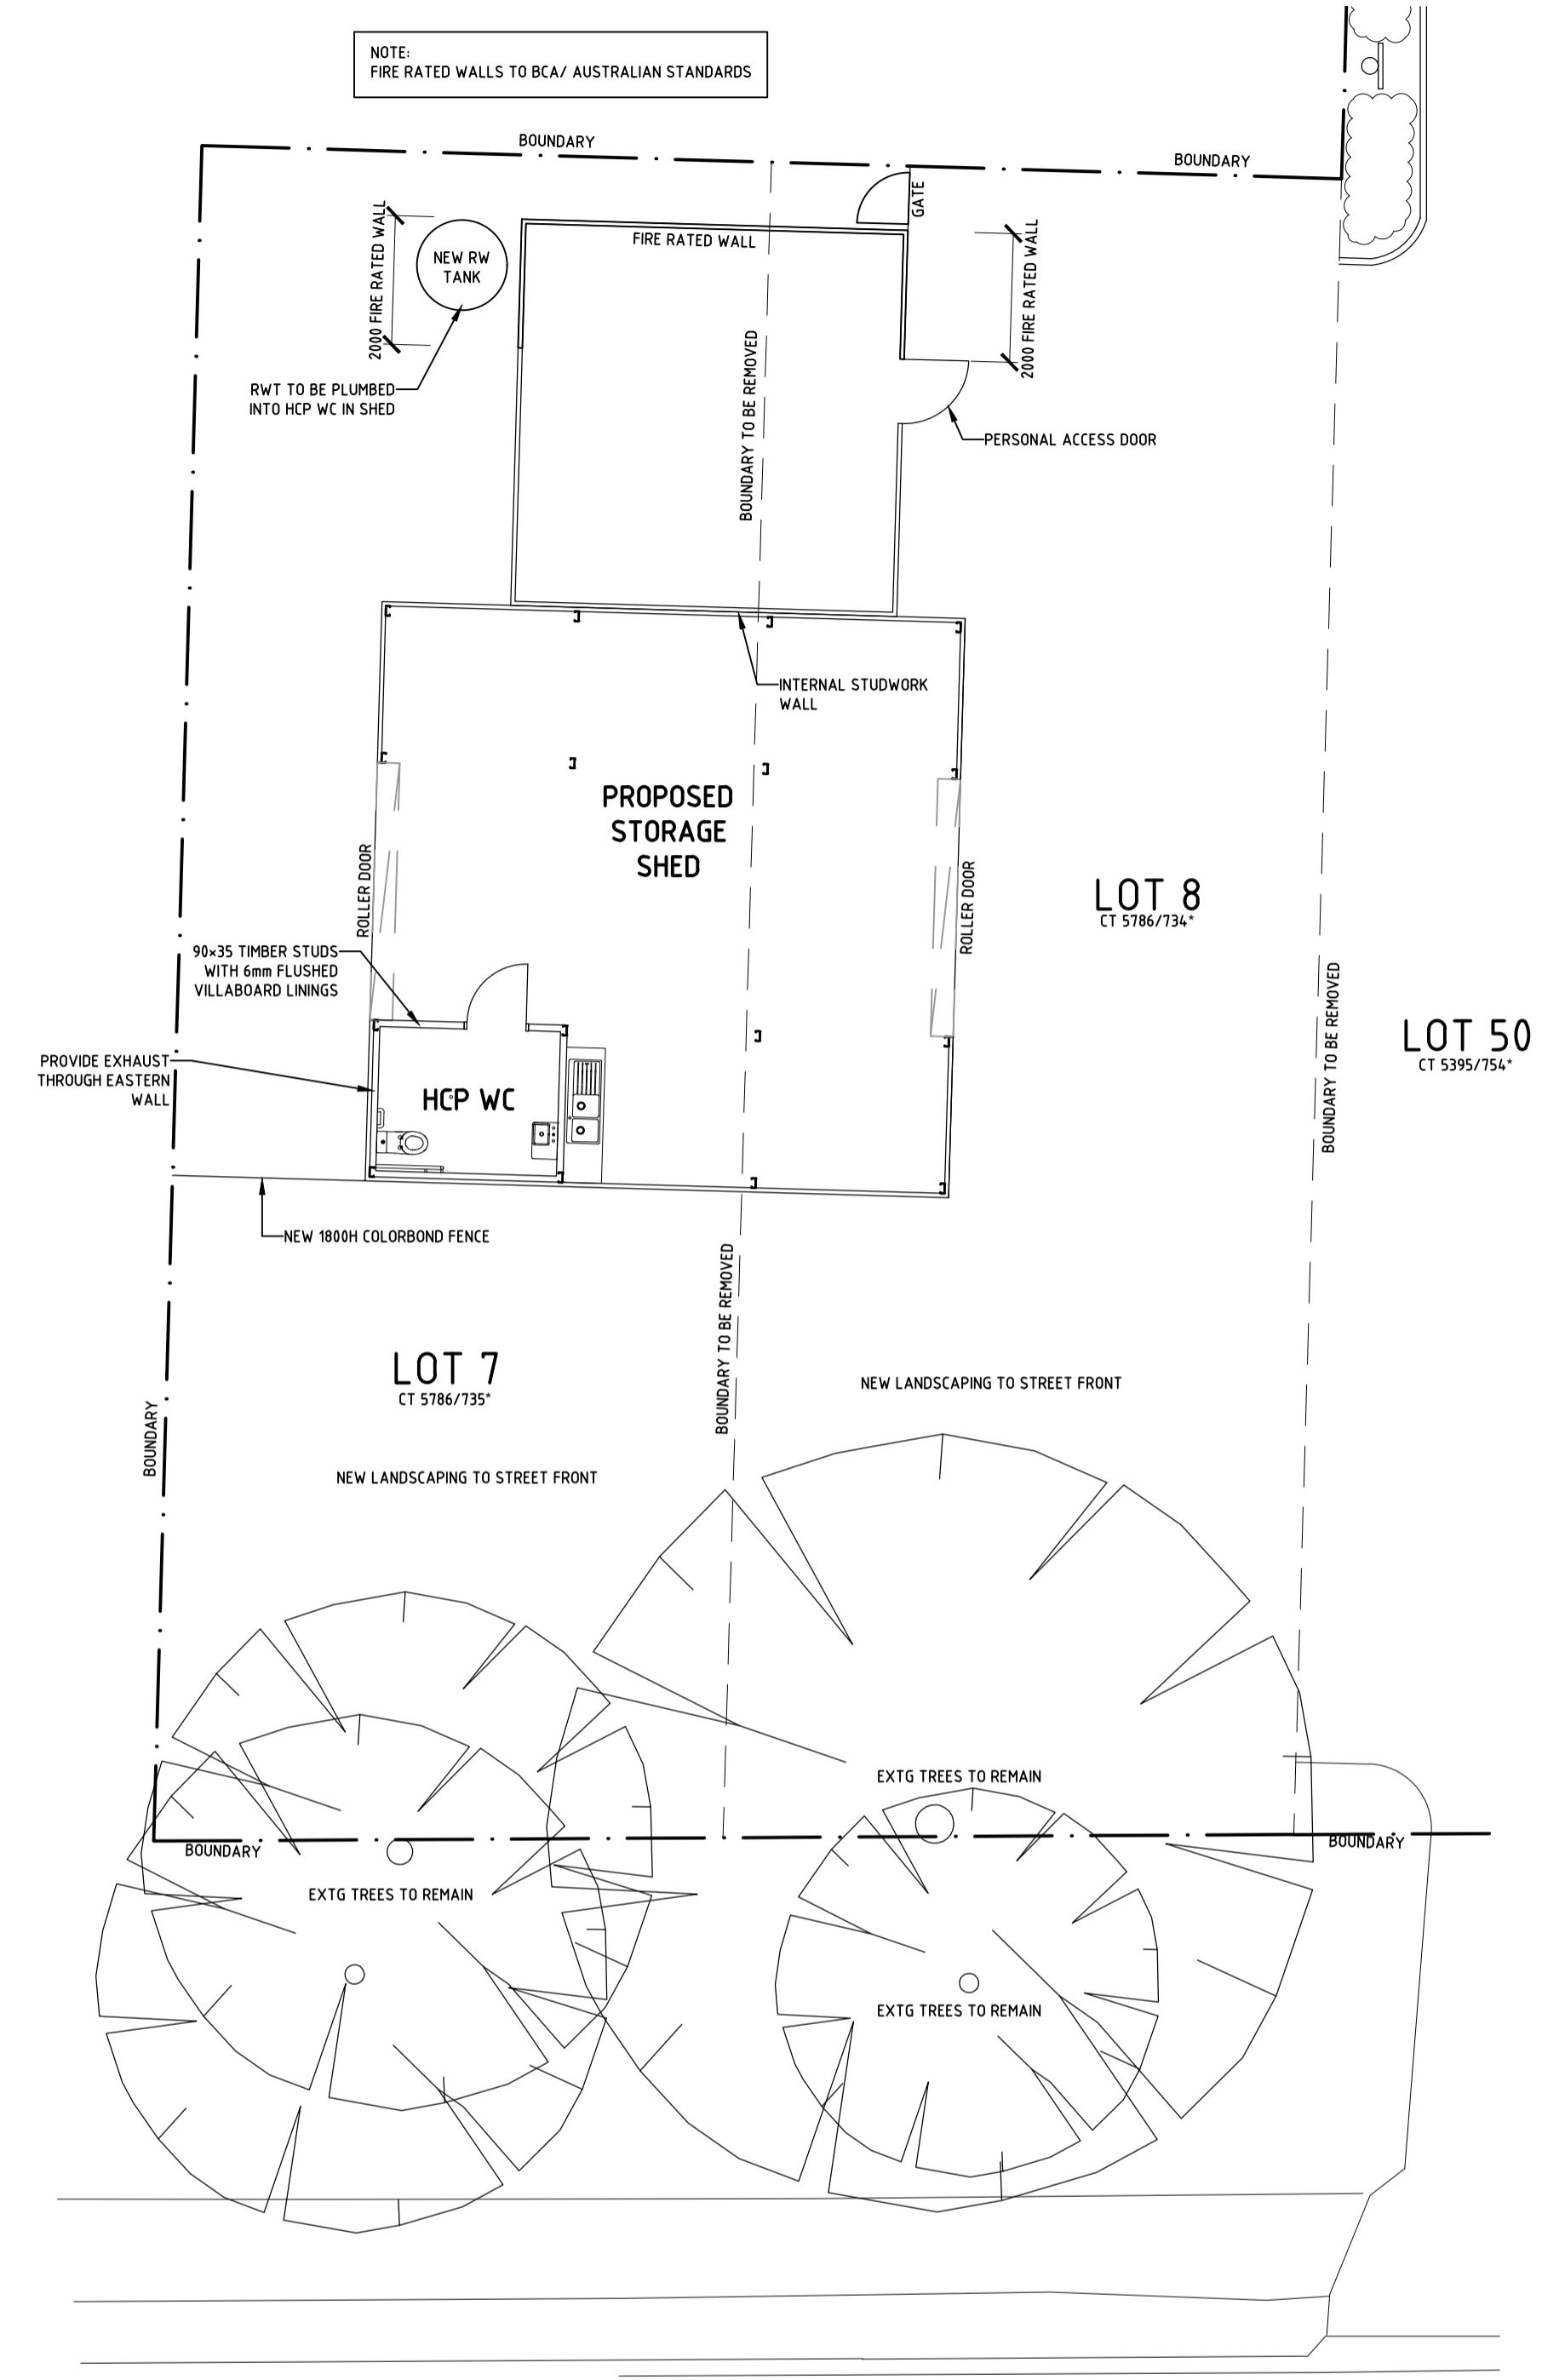 NOTE:
FIRE RATED WALLS TO BCA/ AUSTRALIAN STANDARDS
BOUNDARY
BOUNDARY
GATE
2000 FIRE RATED WALL
NEW RW
TANK
FIRE RATED WALL
2000 FIRE RATED WALL
RWT TO BE PLUMBED
INTO HCP WC IN SHED
BOUNDARY TO BE REMOVED
PERSONAL ACCESS DOOR
INTERNAL STUDWORK
WALL
PROPOSED
STORAGE
SHED
ROLLER DOOR
ROLLER DOOR
LOT 8
CT 5786/734*
90x35 TIMBER STUDS
WITH 6mm FLUSHED
VILLABOARD LININGS
BOUNDARY TO BE REMOVED
LOT 50
CT 5395/754*
PROVIDE EXHAUST
THROUGH EASTERN
WALL
HCP WC
NEW 1800H COLORBOND FENCE
BOUNDARY TO BE REMOVED
LOT 7
CT 5786/735*
NEW LANDSCAPING TO STREET FRONT
BOUNDARY
NEW LANDSCAPING TO STREET FRONT
EXTG TREES TO REMAIN
BOUNDARY
BOUNDARY
EXTG TREES TO REMAIN
EXTG TREES TO REMAIN